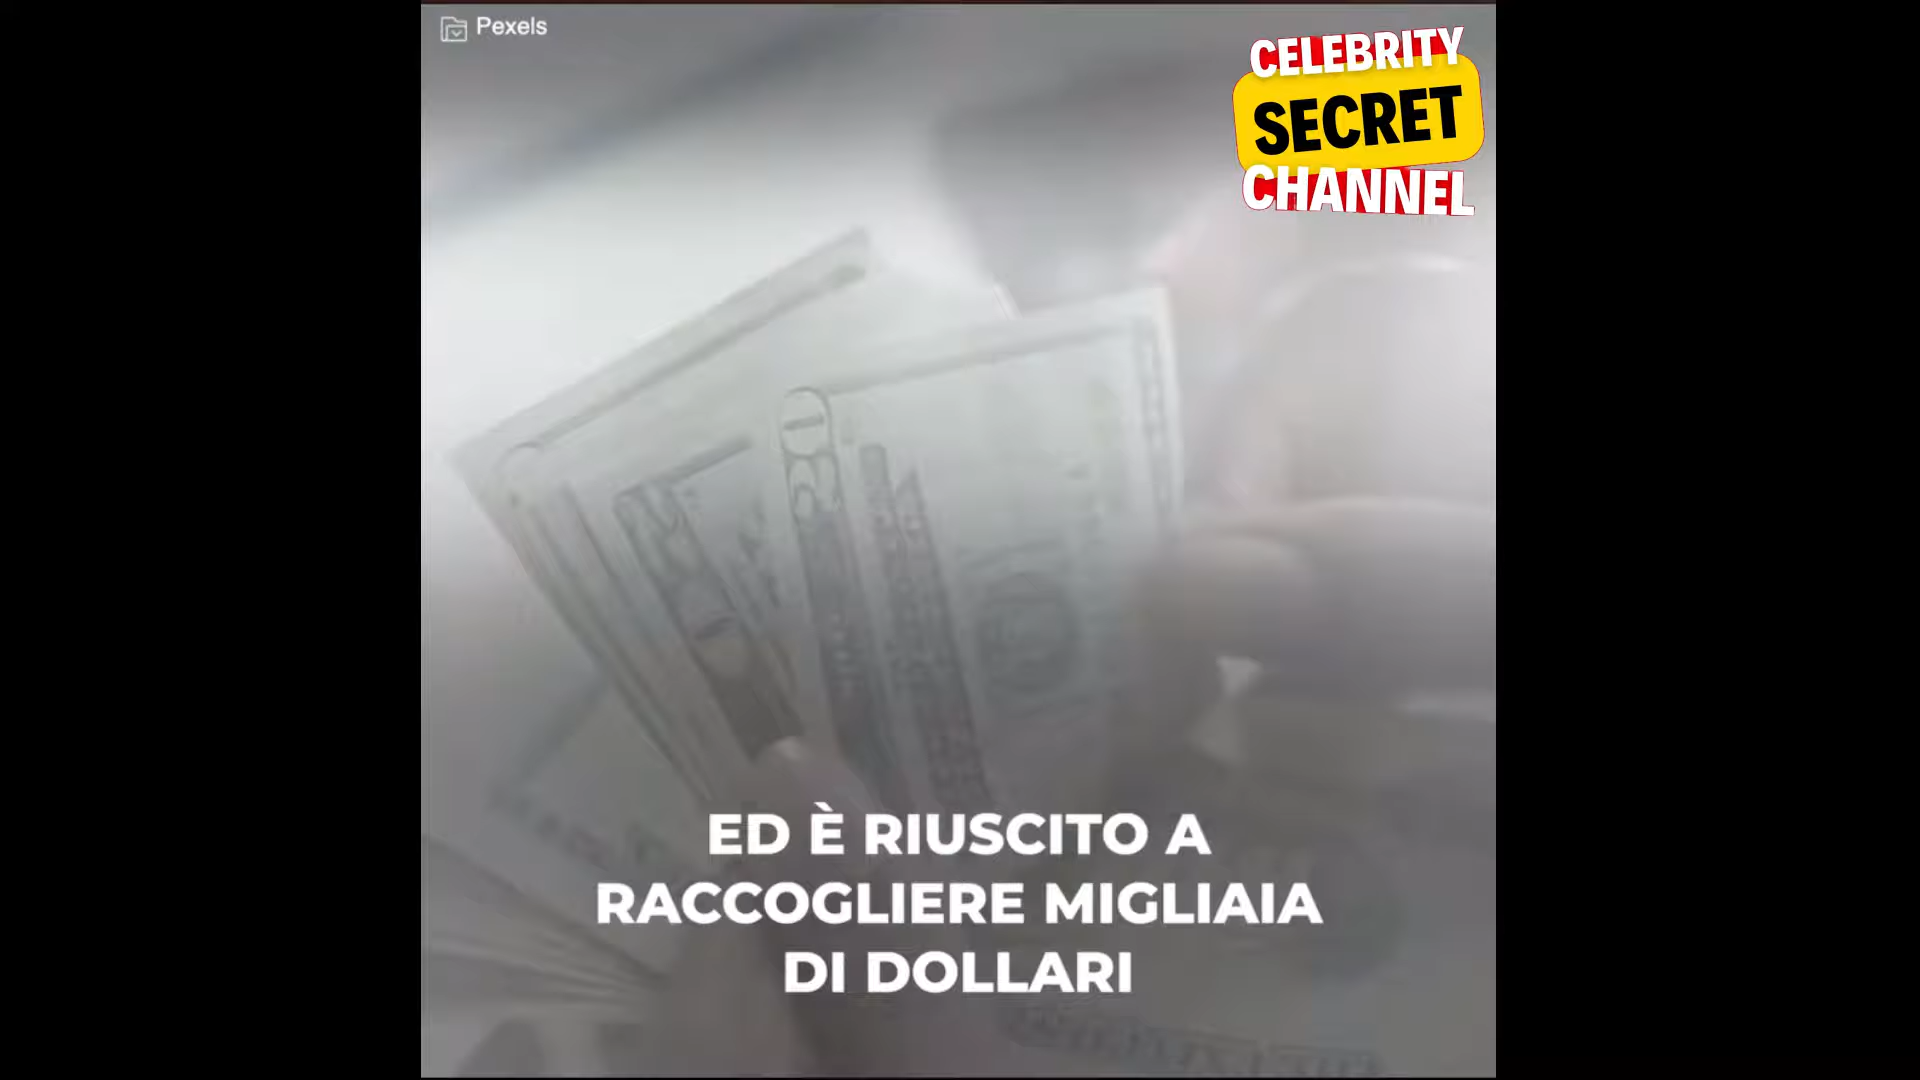 Pexels
CELEBRITY
SECRET
CHANNEL
ED È RIUSCITO A
RACCOGLIERE MIGLIAIA
DI DOLLARI